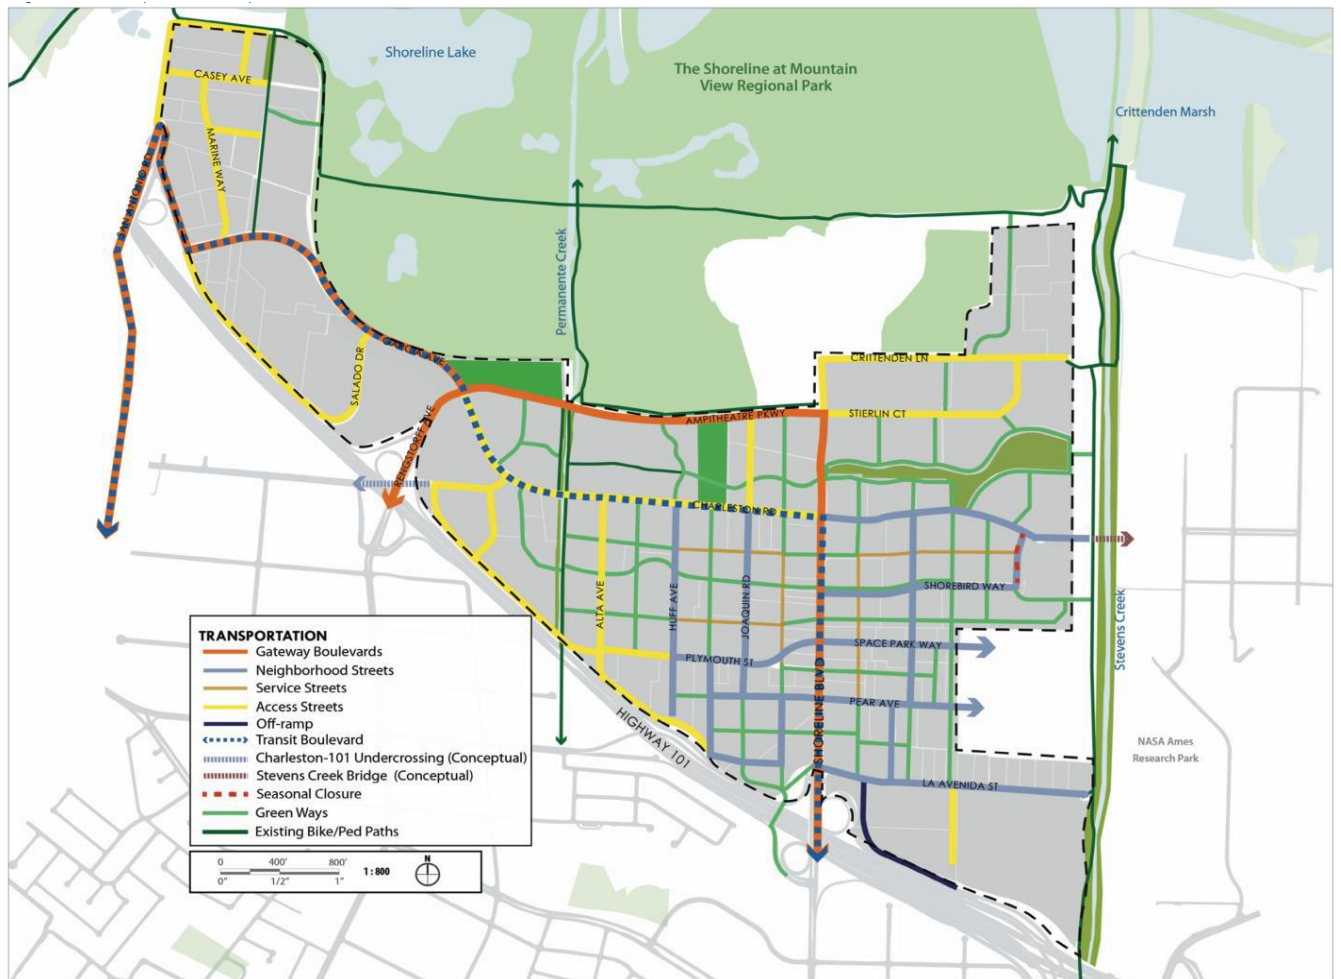 Shoreline Lake
The Shoreline at Mountain
View Regional Park
Crittenden Marsh
CASEY AVE
MARINE WAY
SAN ANTONIO RD
Permanente Creek
GARCIA AVE
SALADO DR
CRITTENDEN LN
RENGSTORFF AVE
AMPITHEATRE PKWY
STIERLIN CT
CHARLESTON RD
ALTA AVE
HUFF AVE
JOAQUIN RD
SHOREBIRD WAY
Stevens Creek
SPACE PARK WAY
PLYMOUTH ST
SHORELINE BLVD
PEAR AVE
HIGHWAY 101
NASA Ames
Research Park
LA AVENIDA ST
TRANSPORTATION
Gateway Boulevards
Neighborhood Streets
Service Streets
Access Streets
Off-ramp
Transit Boulevard
Charleston-101 Undercrossing (Conceptual)
Stevens Creek Bridge (Conceptual)
Seasonal Closure
Green Ways
Existing Bike/Ped Paths
0 400' 800'
0" 1/2" 1"
1 : 800
N